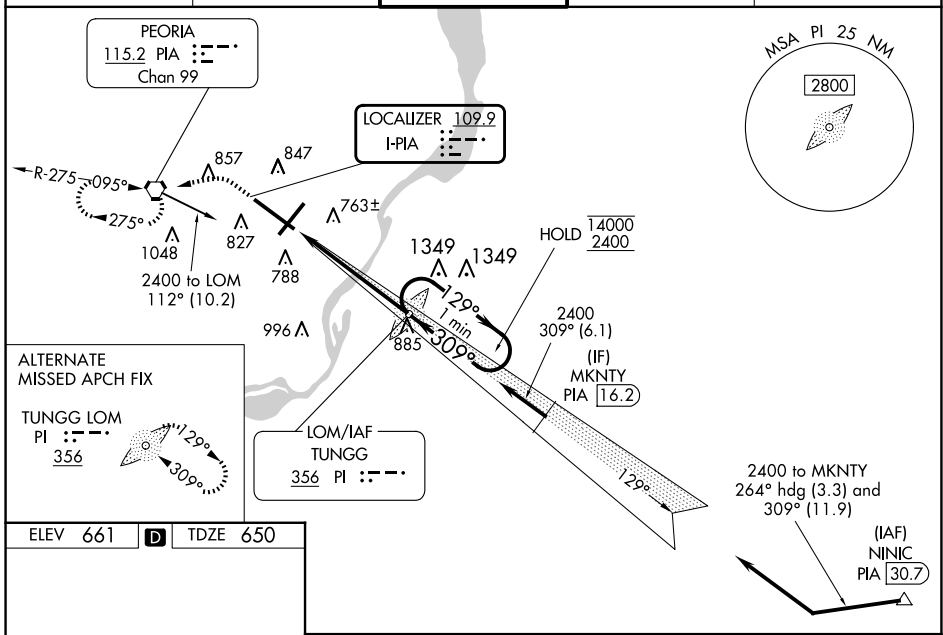 PEORIA
115.2 PIA
Chan 99
MSA PI 25 NM
2800
LOCALIZER 109.9
I-PIA
R-275
095°
275°
857
847
763±
827
1048
788
2400 to LOM
112° (10.2)
996
1349
1349
885
HOLD 14000
2400
129°
1 min
309°
2400
309° (6.1)
(IF)
MKNTY
PIA 16.2
ALTERNATE
MISSED APCH FIX
TUNGG LOM
PI
356
129°
309°
LOM/IAF
TUNGG
356 PI
129°
2400 to MKNTY
264° hdg (3.3) and
309° (11.9)
(IAF)
NINIC
PIA 30.7
ELEV 661 D TDZE 650